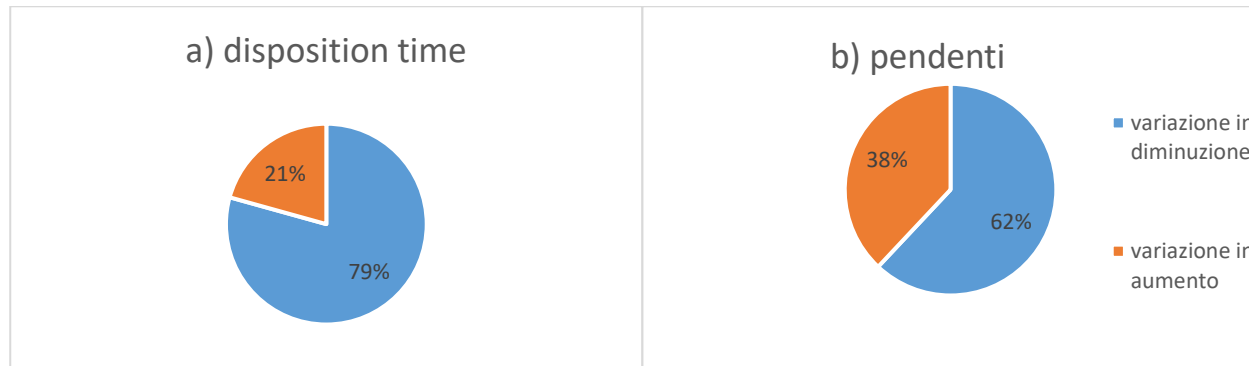 a) disposition time
21%
79%
b) pendenti
38%
62%
variazione in
diminuzione
variazione in
aumento